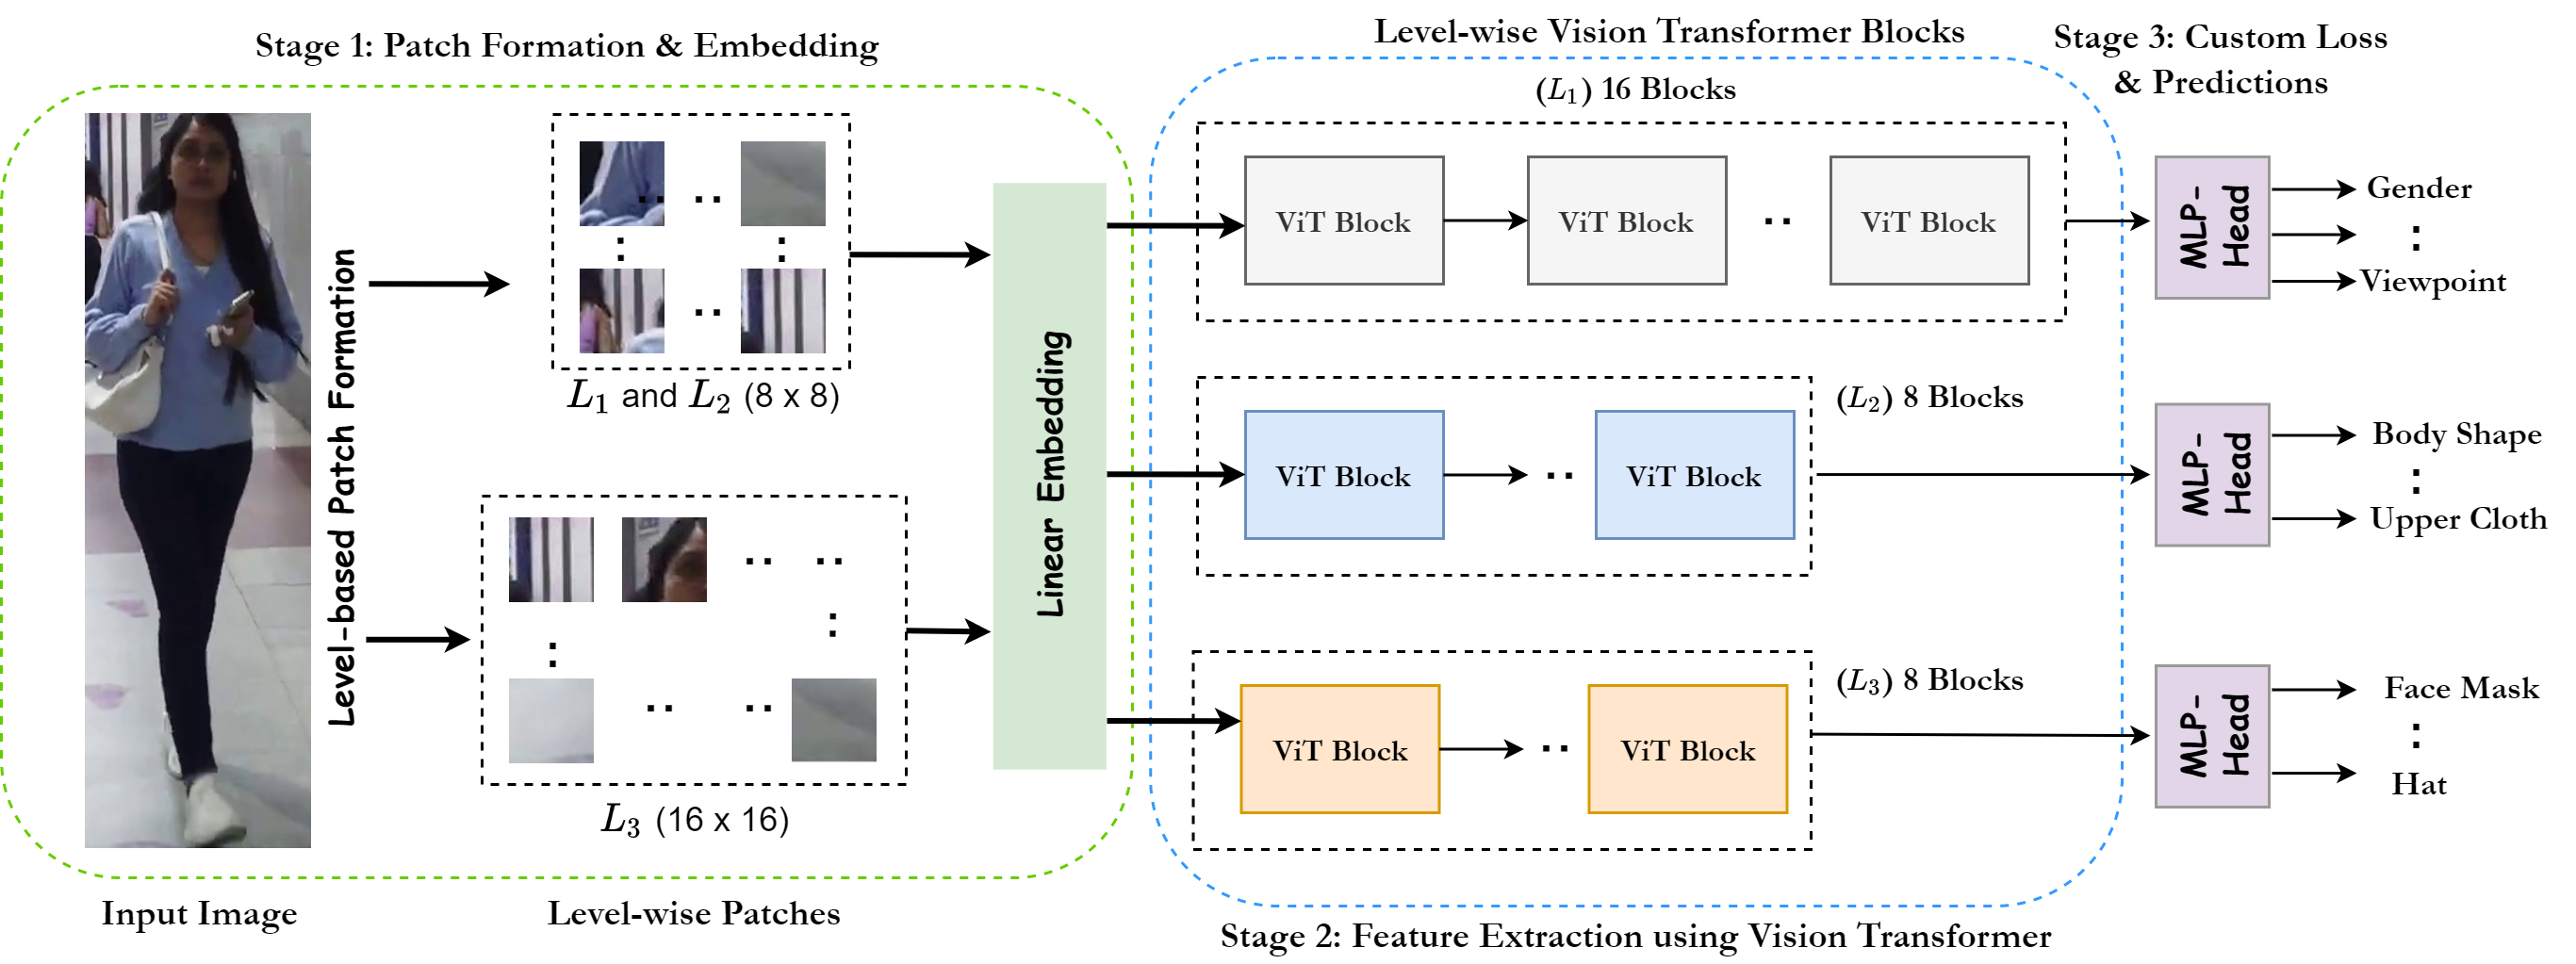 Stage 1: Patch Formation & Embedding
Level-based Patch Formation
L₁ and L₂ (8 x 8)
L₃ (16 x 16)
Linear Embedding
Input Image
Level-wise Patches
Level-wise Vision Transformer Blocks
(L₁) 16 Blocks
ViT Block
ViT Block
ViT Block
(L₂) 8 Blocks
ViT Block
ViT Block
(L₃) 8 Blocks
ViT Block
ViT Block
Stage 2: Feature Extraction using Vision Transformer
Stage 3: Custom Loss
& Predictions
MLP-
Head
Gender
Viewpoint
MLP-
Head
Body Shape
Upper Cloth
MLP-
Head
Face Mask
Hat